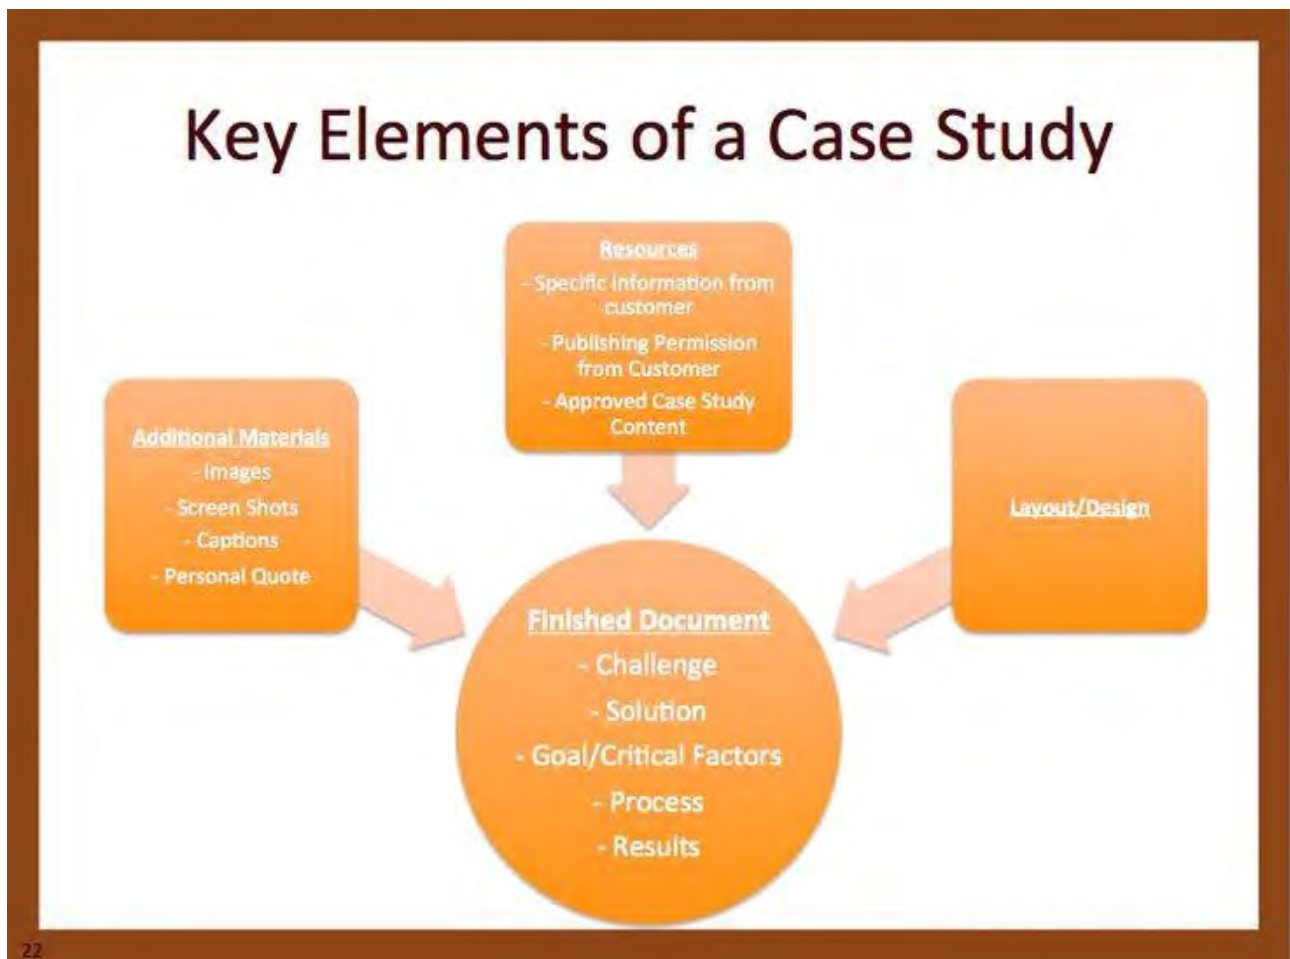 Key Elements of a Case Study
Resources
- Specific Information from
customer
- Publishing Permission
from Customer
- Approved Case Study
Content
Additional Materials
- Images
- Screen Shots
- Captions
- Personal Quote
Layout/Design
Finished Document
- Challenge
- Solution
- Goal/Critical Factors
- Process
- Results
22